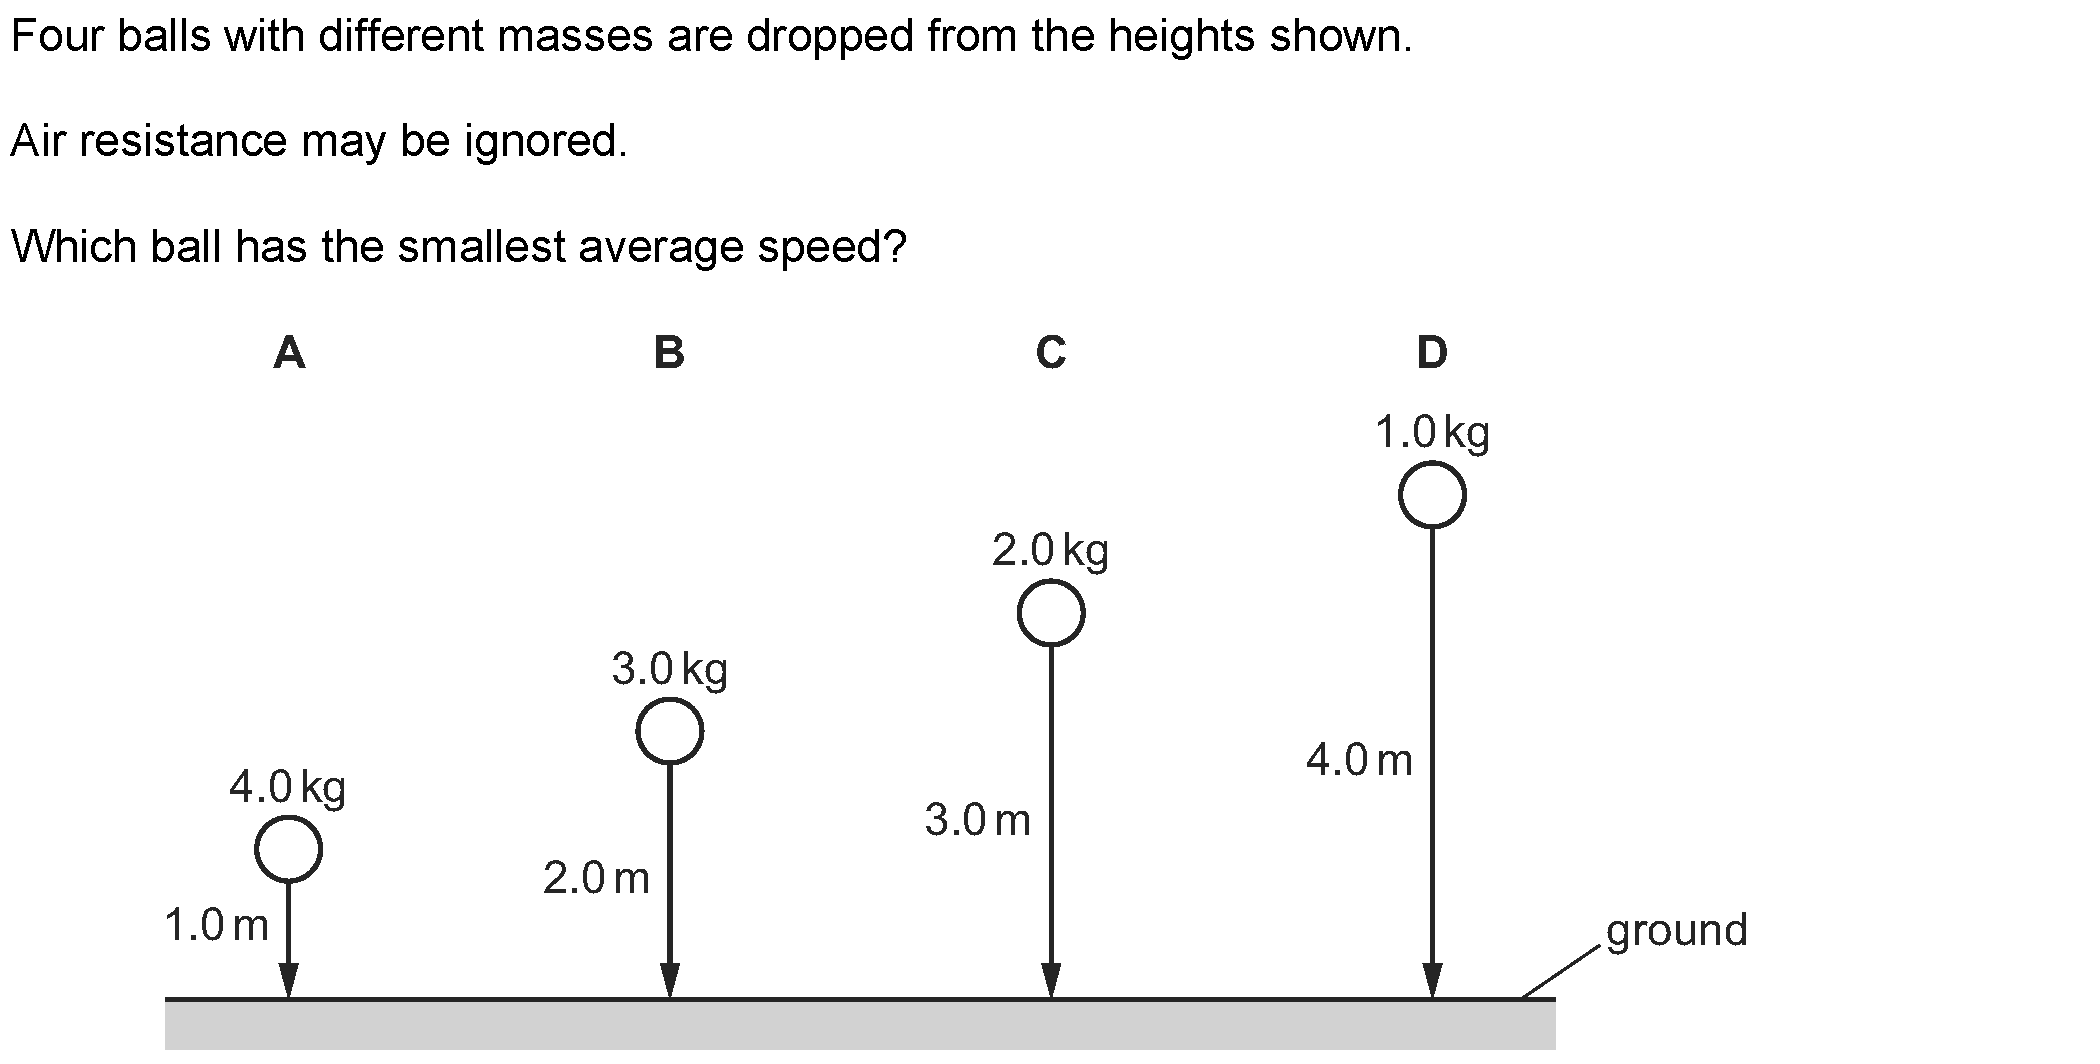 Four balls with different masses are dropped from the heights shown.
Air resistance may be ignored.
Which ball has the smallest average speed?
A B C D
1.0 kg
2.0 kg
3.0 kg
4.0 m
4.0 kg
3.0 m
2.0 m
1.0 m
ground